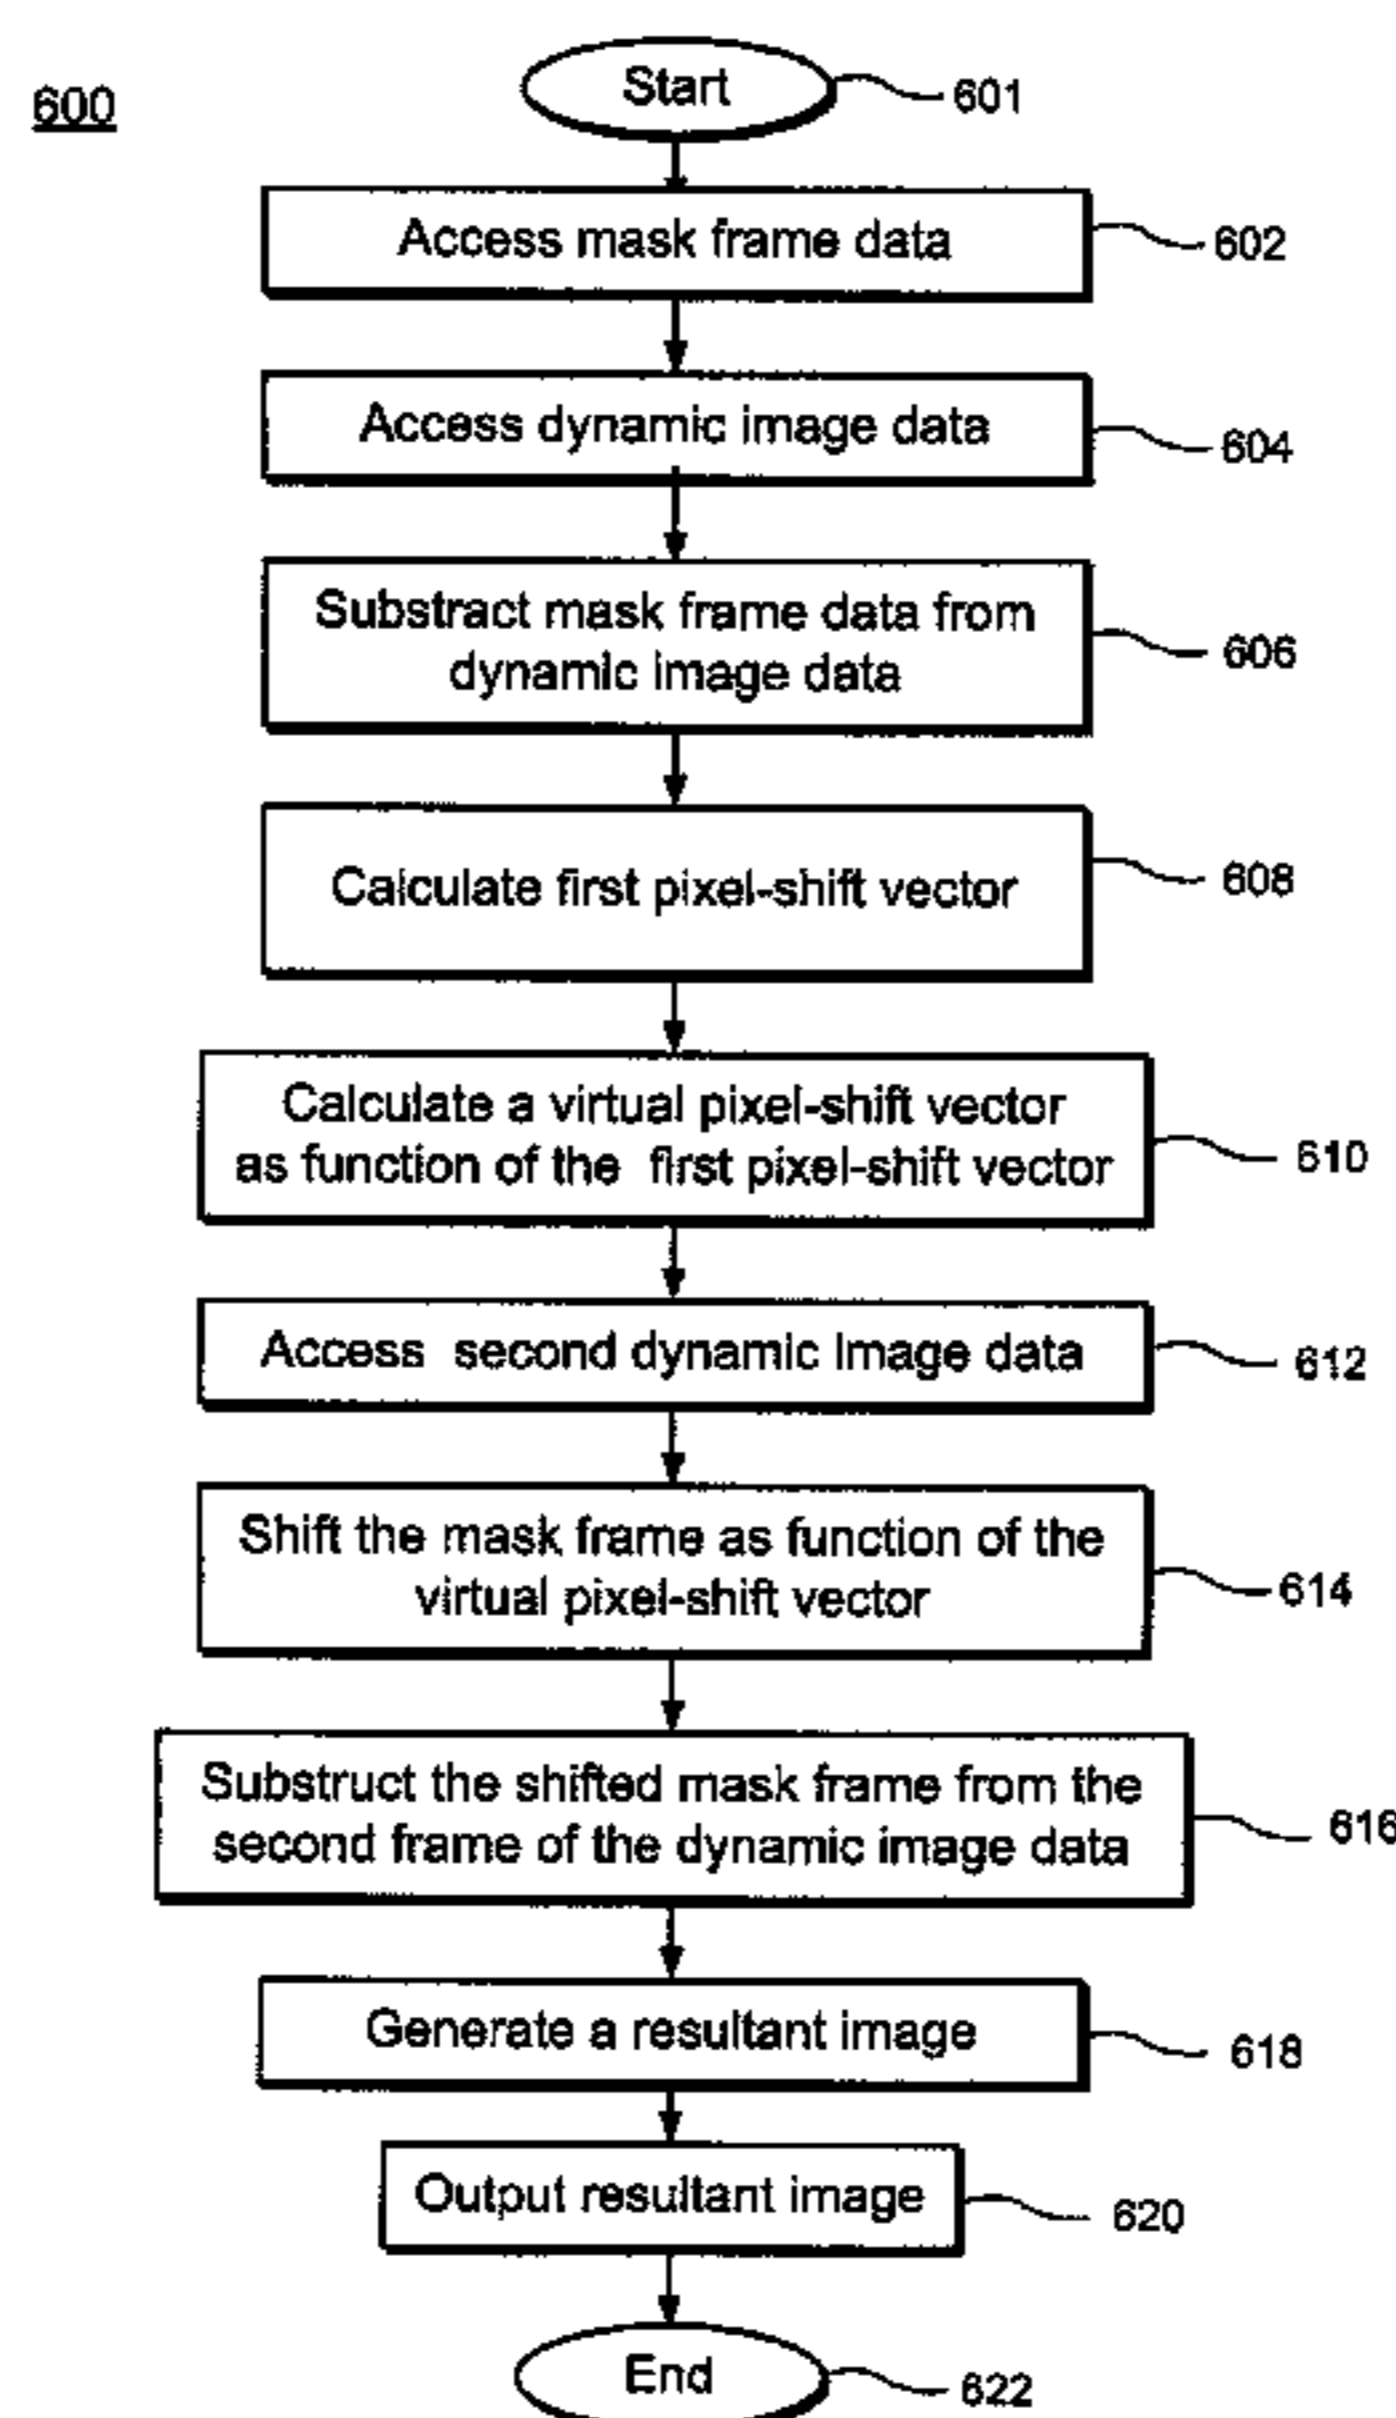 600
Start
601
Access mask frame data
602
Access dynamic image data
604
Substract mask frame data from
dynamic image data
606
Calculate first pixel-shift vector
608
Calculate a virtual pixel-shift vector
as function of the first pixel-shift vector
610
Access second dynamic image data
612
Shift the mask frame as function of the
virtual pixel-shift vector
614
Substruct the shifted mask frame from the
second frame of the dynamic image data
616
Generate a resultant image
618
Output resultant image
620
End
622